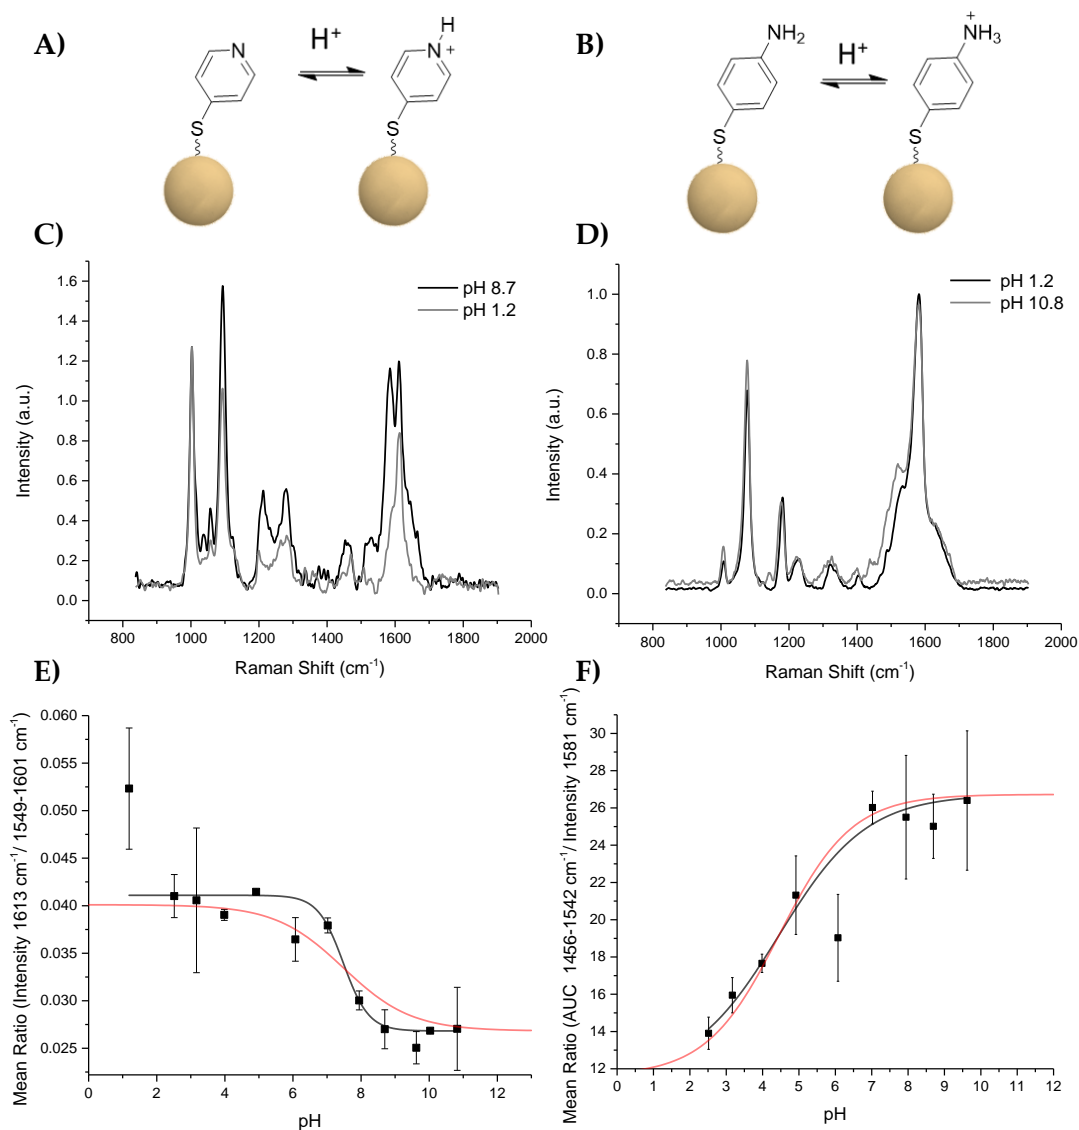 A)
H⁺
N
S
H
N
+
S
B)
NH₂
H⁺
S
+
NH₃
S
C)
pH 8.7
pH 1.2
Intensity (a.u.)
1.6
1.4
1.2
1.0
0.8
0.6
0.4
0.2
0.0
800 1000 1200 1400 1600 1800 2000
Raman Shift (cm⁻¹)
D)
pH 1.2
pH 10.8
Intensity (a.u.)
1.0
0.8
0.6
0.4
0.2
0.0
800 1000 1200 1400 1600 1800 2000
Raman Shift (cm⁻¹)
E)
Mean Ratio (Intensity 1613 cm⁻¹/ 1549-1601 cm⁻¹)
0.060
0.055
0.050
0.045
0.040
0.035
0.030
0.025
0 2 4 6 8 10 12
pH
F)
Mean Ratio (AUC 1456-1542 cm⁻¹/ Intensity 1581 cm⁻¹)
30
28
26
24
22
20
18
16
14
12
0 1 2 3 4 5 6 7 8 9 10 11 12
pH